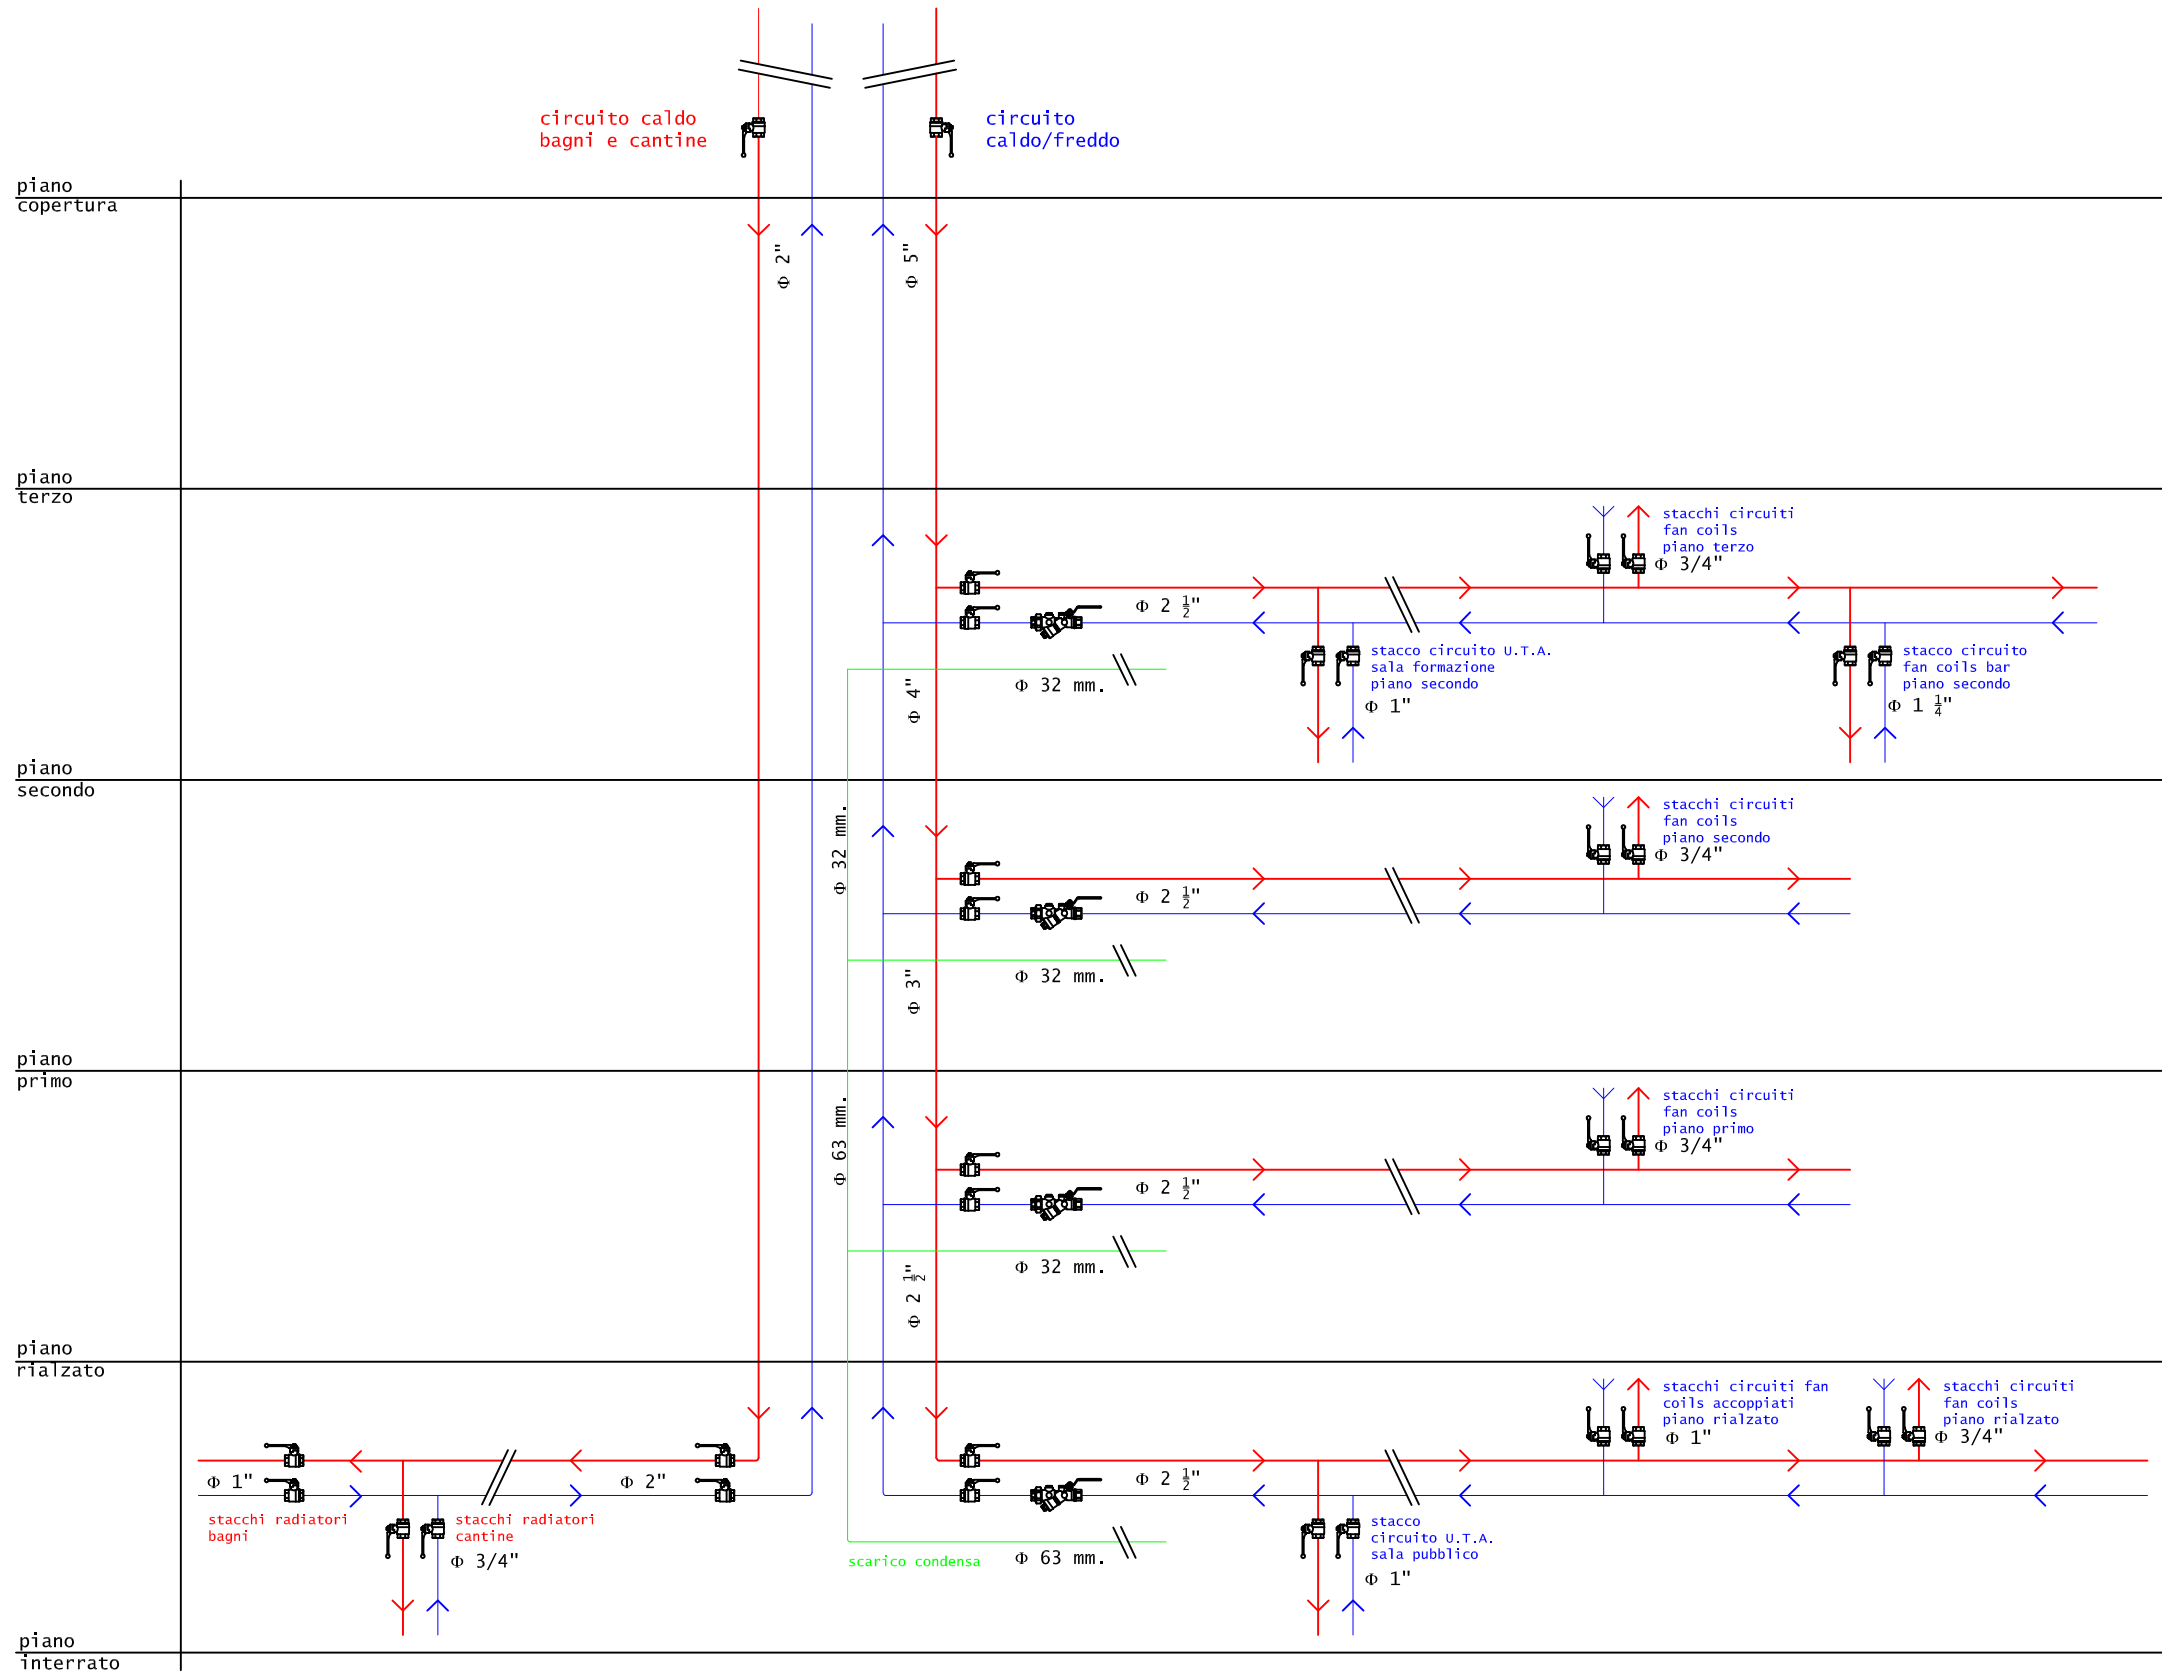 circuito caldo
bagni e cantine
circuito
caldo/freddo
piano
copertura
Φ 2"
Φ 5"
piano
terzo
stacchi circuiti
fan coils
piano terzo
Φ 3/4"
Φ 2 1/2"
stacco circuito U.T.A.
sala formazione
piano secondo
Φ 1"
stacco circuito
fan coils bar
piano secondo
Φ 1 1/4"
Φ 32 mm.
Φ 4"
piano
secondo
stacchi circuiti
fan coils
piano secondo
Φ 3/4"
Φ 32 mm.
Φ 2 1/2"
Φ 32 mm.
Φ 3"
piano
primo
stacchi circuiti
fan coils
piano primo
Φ 3/4"
Φ 63 mm.
Φ 2 1/2"
Φ 32 mm.
Φ 2 1/2"
piano
rialzato
stacchi circuiti fan
coils accoppiati
piano rialzato
Φ 1"
stacchi circuiti
fan coils
piano rialzato
Φ 3/4"
Φ 1"
Φ 2"
Φ 2 1/2"
stacchi radiatori
bagni
stacchi radiatori
cantine
Φ 3/4"
scarico condensa
Φ 63 mm.
stacco
circuito U.T.A.
sala pubblico
Φ 1"
piano
interrato